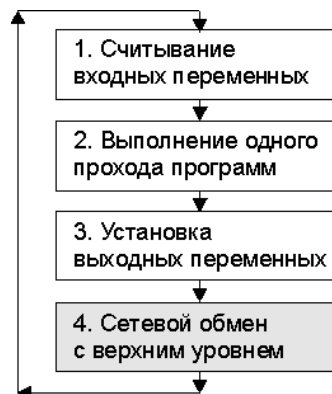 1. Считывание
входных переменных
2. Выполнение одного
прохода программ
3. Установка
выходных переменных
4. Сетевой обмен
с верхним уровнем